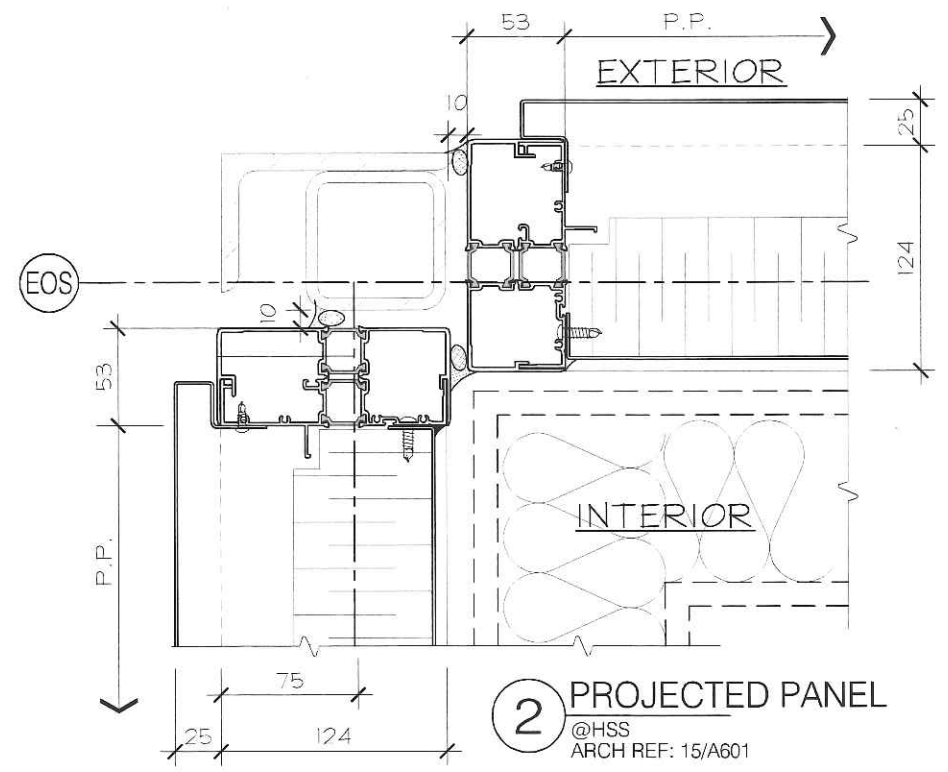 53
P.P.
EXTERIOR
10
25
124
EOS
10
53
INTERIOR
P.P.
75
25
124
2
PROJECTED PANEL
@HSS
ARCH REF: 15/A601